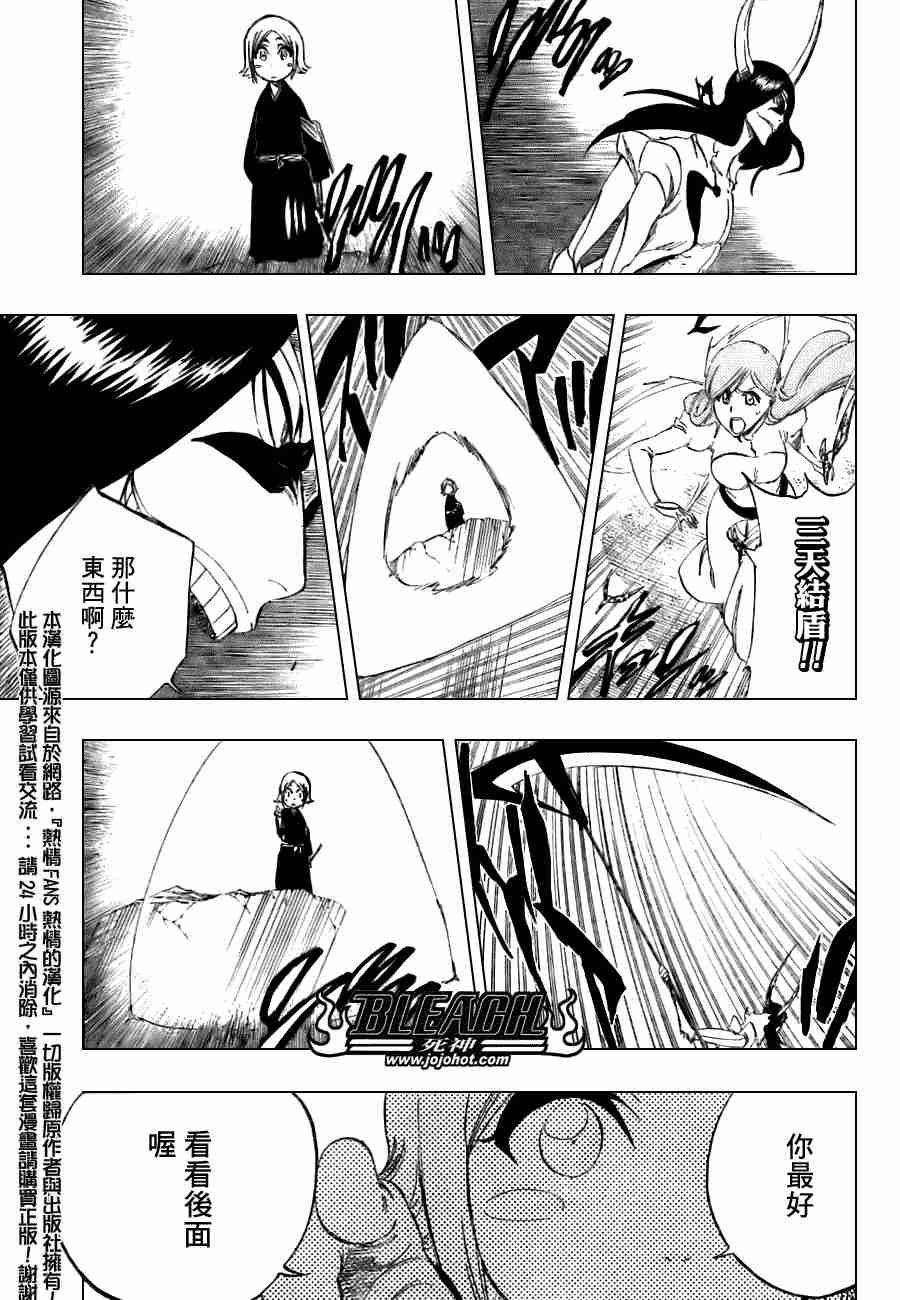 三天結盾!!
那什麼
東西啊?
BLEACH
死神
www.jojohot.com
你最好
看看後面
喔
本漢化圖源來自於網路,『熱情FANS熱情的漢化』一切版權歸原作者與出版社擁有!
此版本僅供學習試看交流…請24小時之內消除,喜歡這套漫畫請購買正版!謝謝